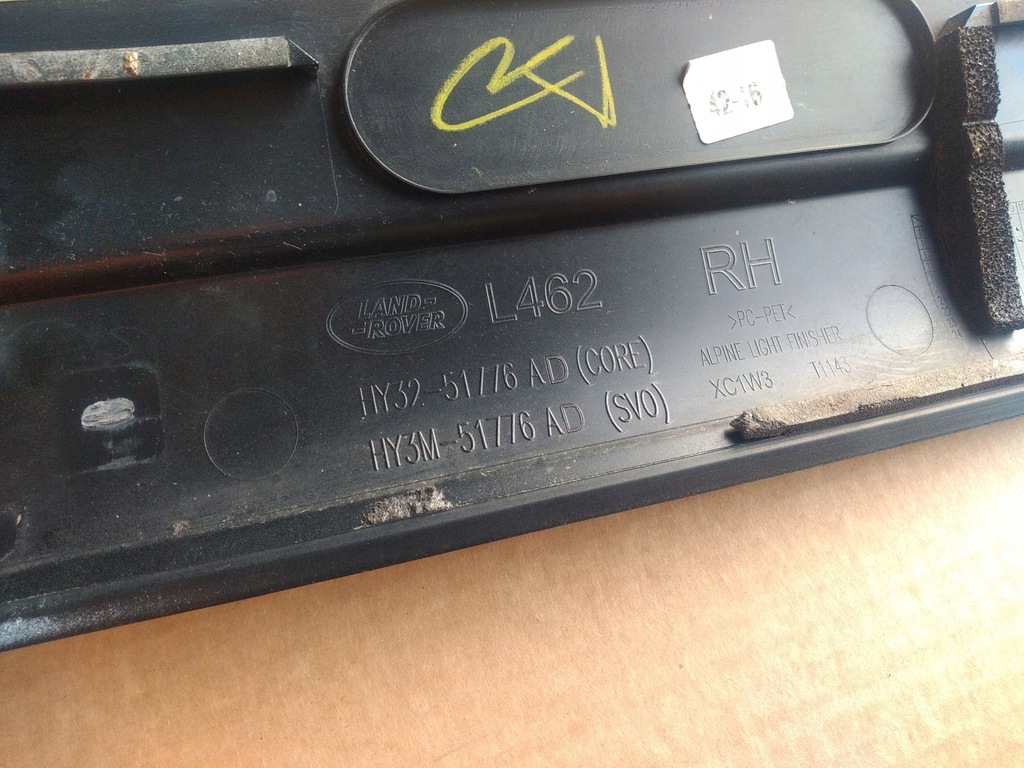 42-16
LAND-
-ROVER
L462
RH
HY32-51776 AD (CORE)
HY3M-51776 AD (SVO)
>PC-PET<
ALPINE LIGHT FINISHER
XC1W3 T1143